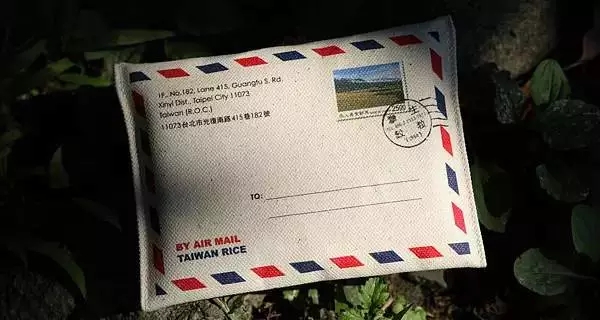 1F., No.182, Lane 415, Guangfu S. Rd.
Xinyi Dist., Taipei City 11073
Taiwan (R.O.C.)
11073台北市光復南路415巷182號
2500
TO:
BY AIR MAIL
TAIWAN RICE